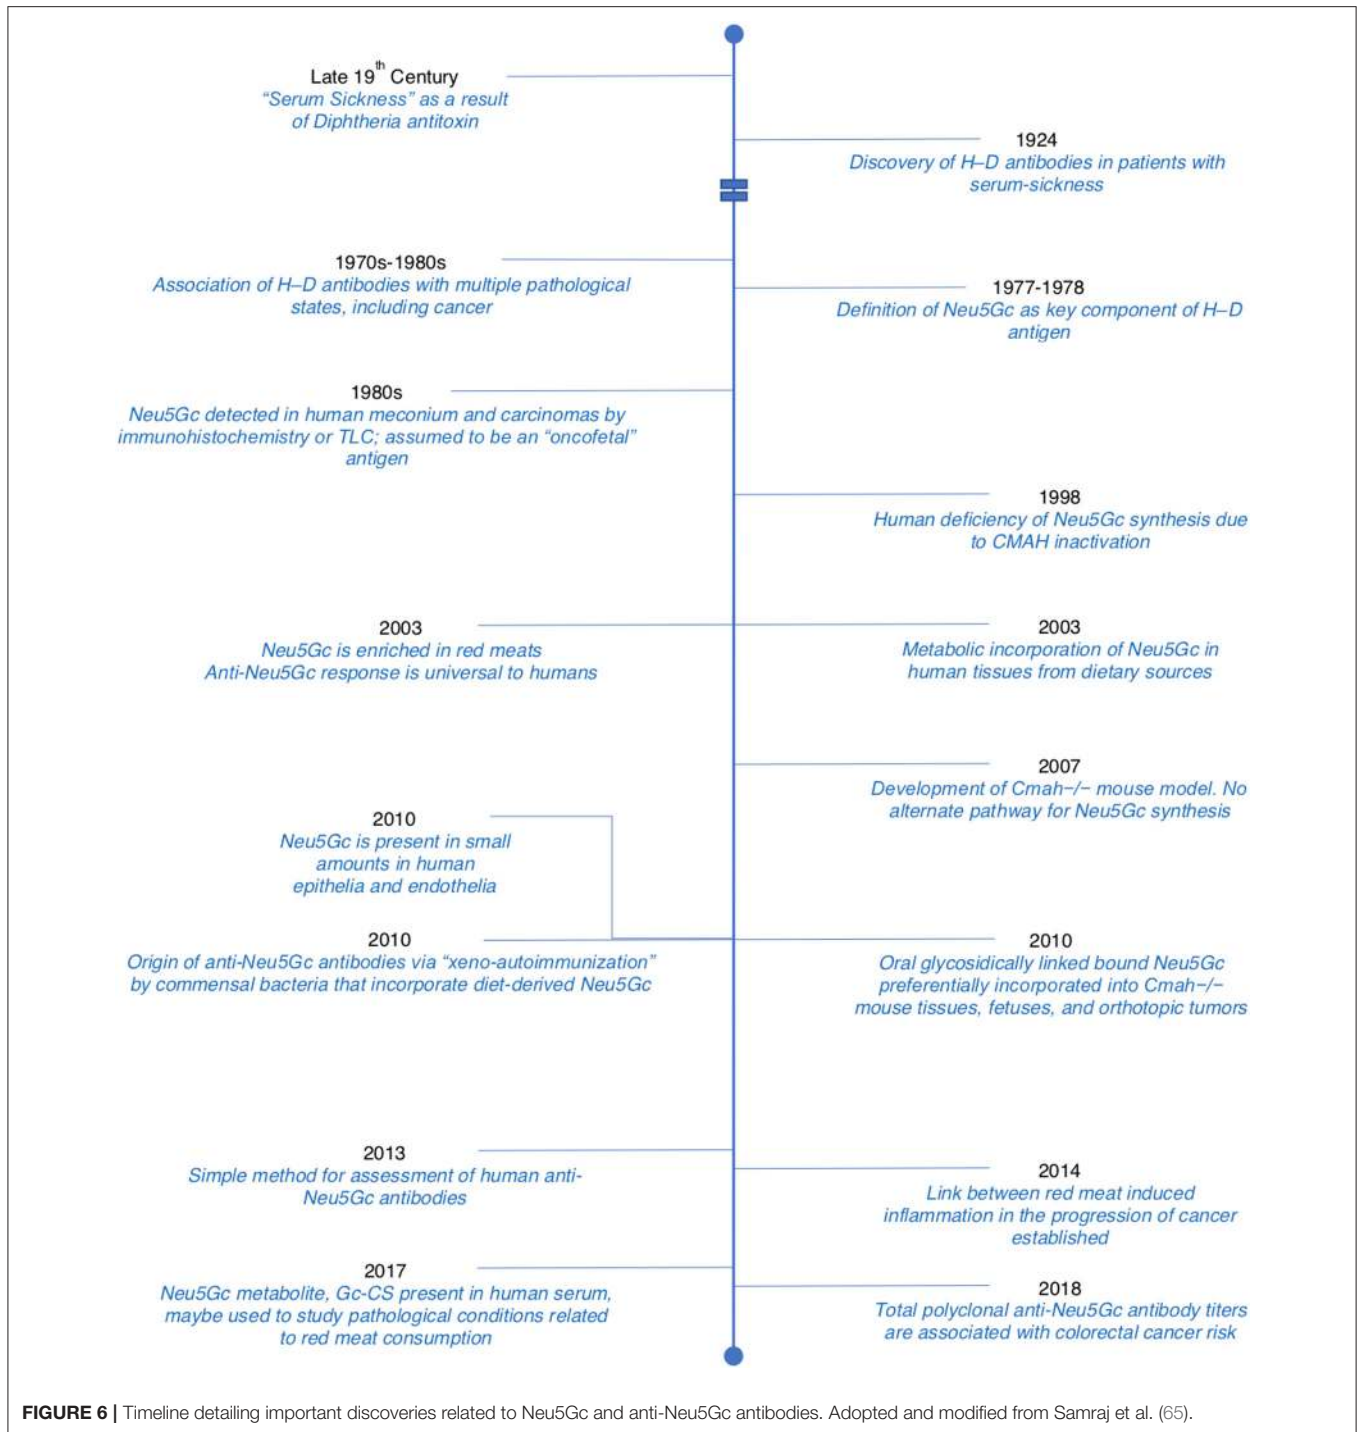 Late 19th Century
“Serum Sickness” as a result
of Diphtheria antitoxin
1924
Discovery of H–D antibodies in patients with
serum-sickness
1970s-1980s
Association of H–D antibodies with multiple pathological
states, including cancer
1977-1978
Definition of Neu5Gc as key component of H–D
antigen
1980s
Neu5Gc detected in human meconium and carcinomas by
immunohistochemistry or TLC; assumed to be an “oncofetal”
antigen
1998
Human deficiency of Neu5Gc synthesis due
to CMAH inactivation
2003
Neu5Gc is enriched in red meats
Anti-Neu5Gc response is universal to humans
2003
Metabolic incorporation of Neu5Gc in
human tissues from dietary sources
2007
Development of Cmah−/− mouse model. No
alternate pathway for Neu5Gc synthesis
2010
Neu5Gc is present in small
amounts in human
epithelia and endothelia
2010
Origin of anti-Neu5Gc antibodies via “xeno-autoimmunization”
by commensal bacteria that incorporate diet-derived Neu5Gc
2010
Oral glycosidically linked bound Neu5Gc
preferentially incorporated into Cmah−/−
mouse tissues, fetuses, and orthotopic tumors
2013
Simple method for assessment of human anti-
Neu5Gc antibodies
2014
Link between red meat induced
inflammation in the progression of cancer
established
2017
Neu5Gc metabolite, Gc-CS present in human serum,
maybe used to study pathological conditions related
to red meat consumption
2018
Total polyclonal anti-Neu5Gc antibody titers
are associated with colorectal cancer risk
FIGURE 6 | Timeline detailing important discoveries related to Neu5Gc and anti-Neu5Gc antibodies. Adopted and modified from Samraj et al. (65).